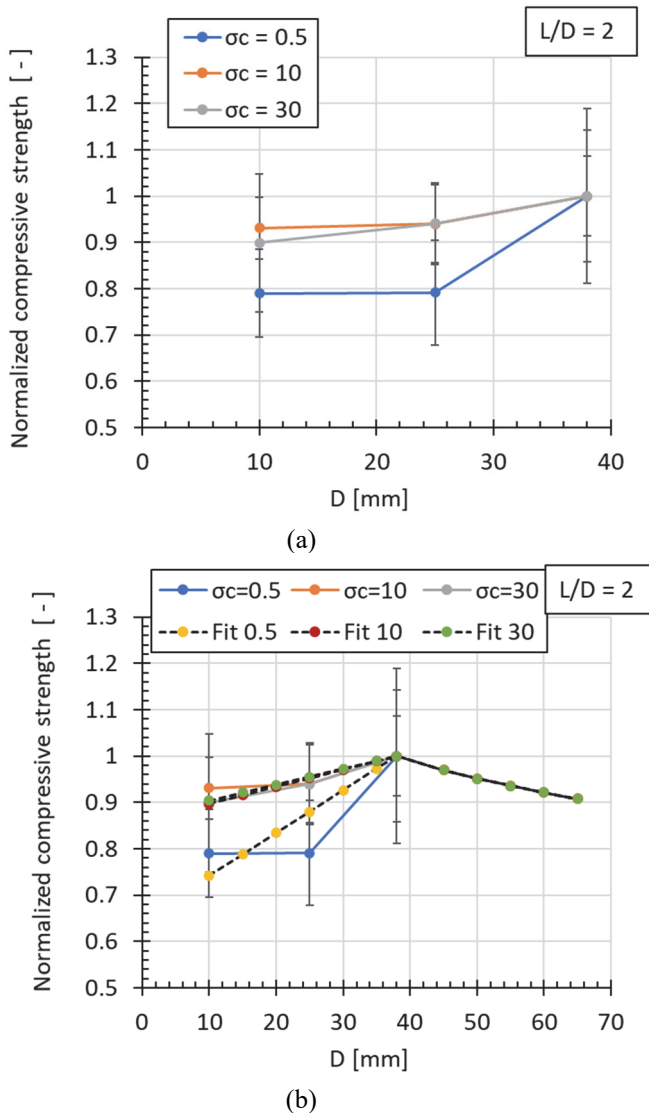 L/D = 2
σc = 0.5
σc = 10
σc = 30
Normalized compressive strength [ - ]
1.3
1.2
1.1
1
0.9
0.8
0.7
0.6
0.5
0 10 20 30 40
D [mm]
(a)
σc=0.5 σc=10 σc=30
Fit 0.5 Fit 10 Fit 30
L/D = 2
Normalized compressive strength [ - ]
1.3
1.2
1.1
1
0.9
0.8
0.7
0.6
0.5
0 10 20 30 40 50 60 70
D [mm]
(b)